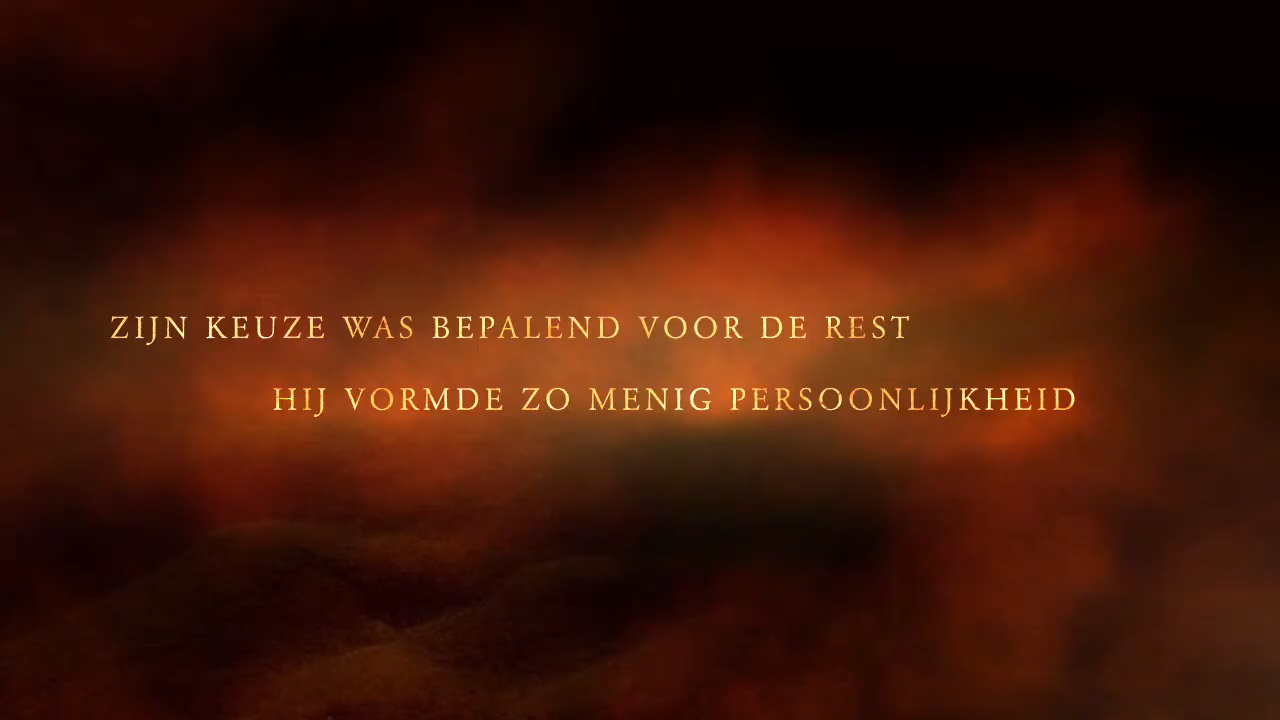 ZIJN KEUZE WAS BEPALEND VOOR DE REST
HIJ VORMDE ZO MENIG PERSOONLIJKHEID